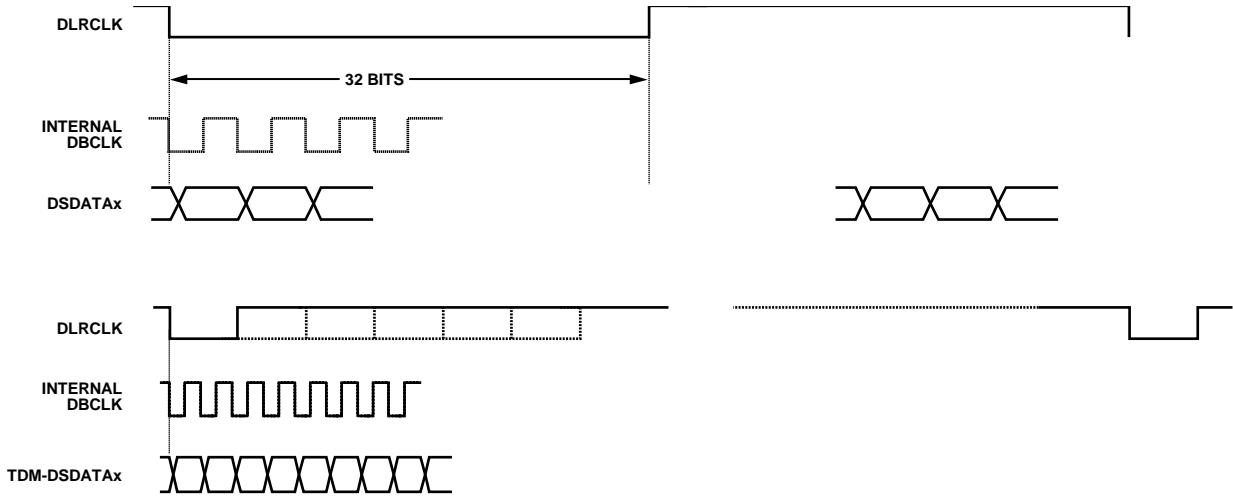 DLRCLK
32 BITS
INTERNAL
DBCLK
DSDATAx
DLRCLK
INTERNAL
DBCLK
TDM-DSDATAx